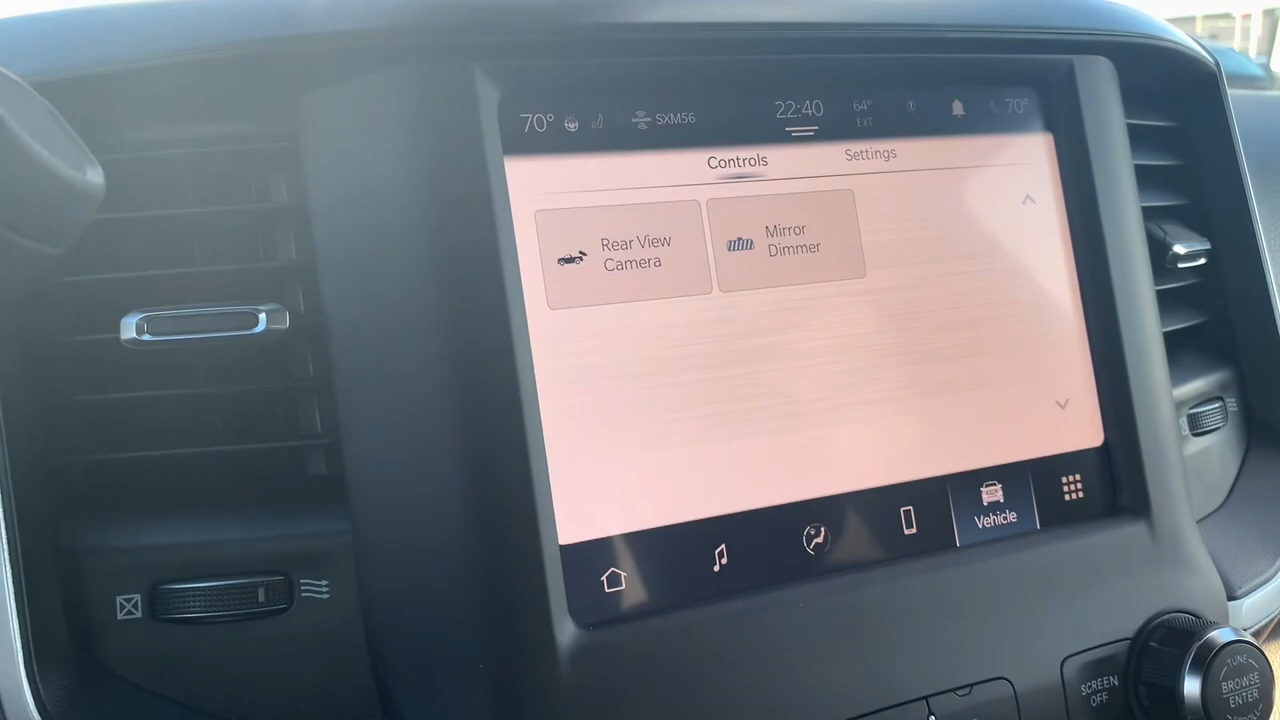 70° SXM56 22:40 64° EXT 70°
Controls Settings
Rear View
Camera
Mirror
Dimmer
Vehicle
SCREEN
OFF
TUNE
BROWSE
ENTER